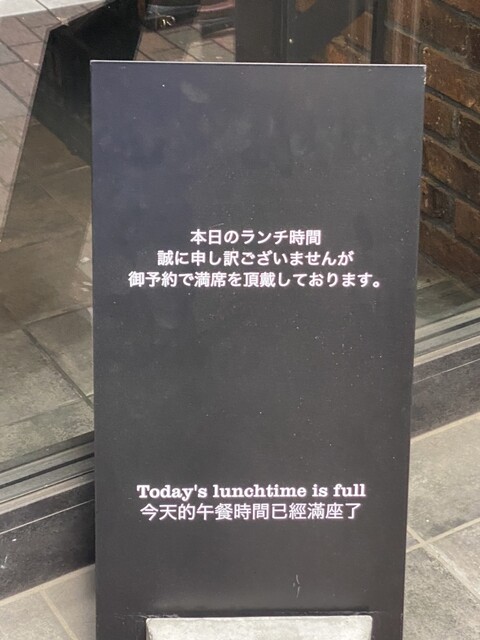 本日のランチ時間
誠に申し訳ございませんが
御予約で満席を頂戴しております。
Today's lunchtime is full
今天的午餐時間已經滿座了